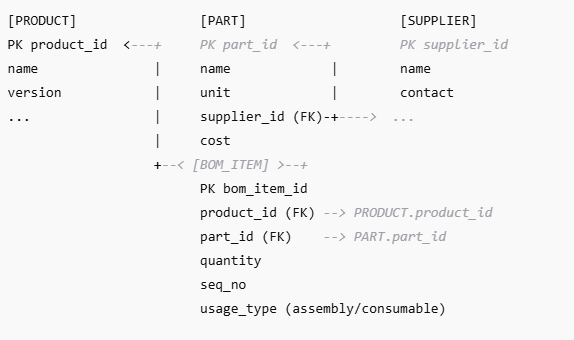 [PRODUCT]                [PART]                   [SUPPLIER]
PK product_id  <---+     PK part_id  <---+         PK supplier_id
name               |     name             |        name
version            |     unit             |        contact
...                |     supplier_id (FK)-+---->  ...
                   |     cost
                   +--< [BOM_ITEM] >--+
                         PK bom_item_id
                         product_id (FK) --> PRODUCT.product_id
                         part_id (FK)    --> PART.part_id
                         quantity
                         seq_no
                         usage_type (assembly/consumable)